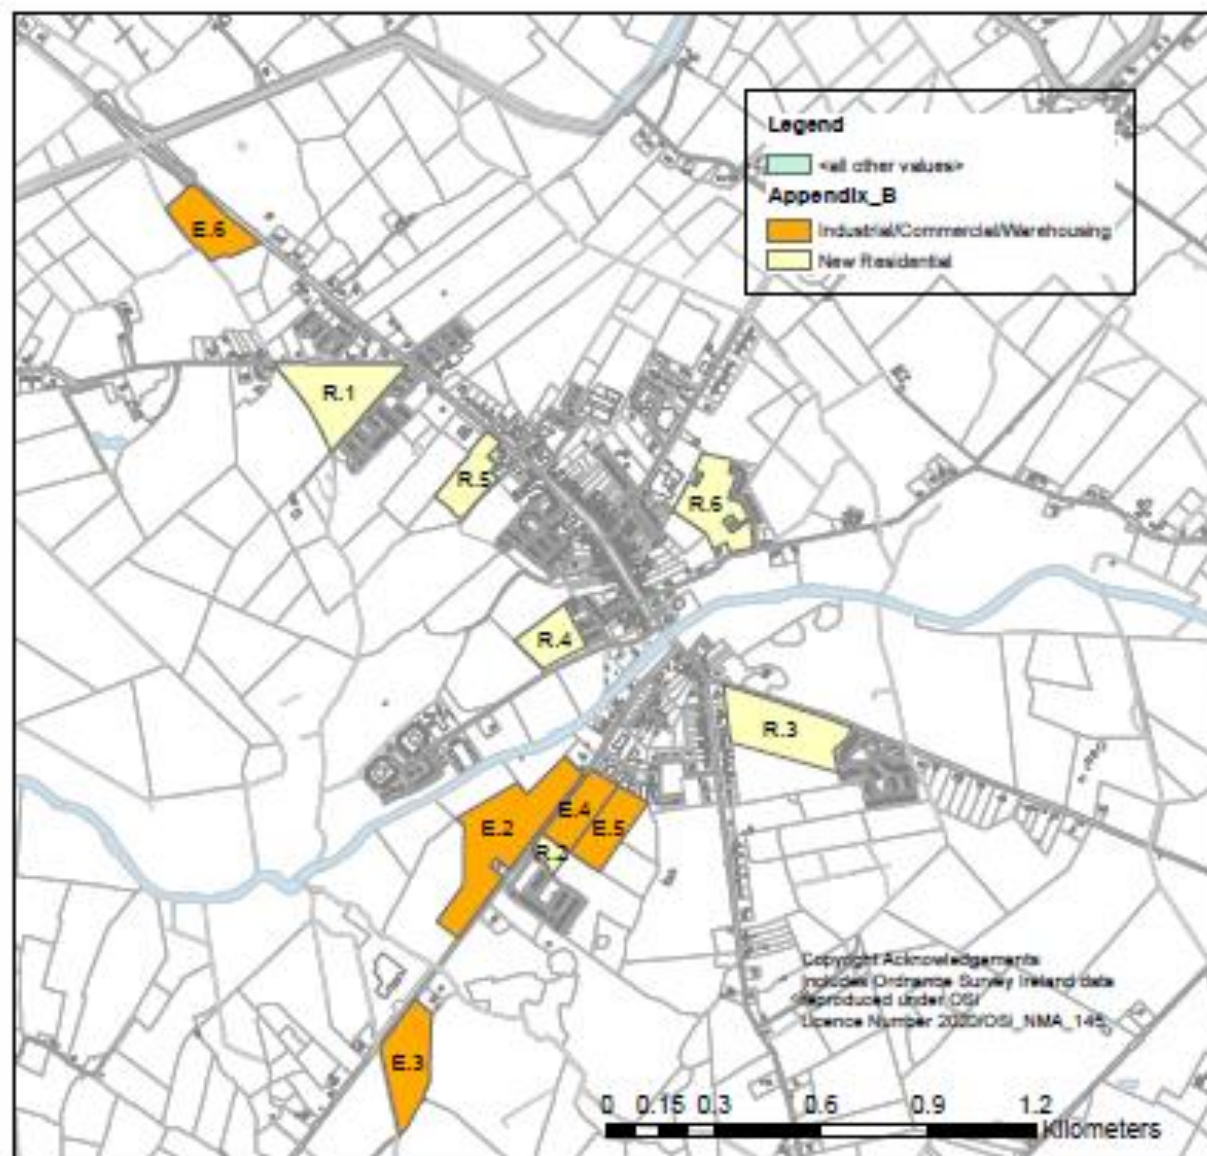 Legend
<all other values>
Appendix_B
Industrial/Commercial/Warehousing
New Residential
E.6
R.1
R.5
R.6
R.4
R.3
E.4
E.2
E.5
R.2
Copyright Acknowledgements
Includes Ordnance Survey Ireland data
reproduced under OSi
Licence Number 2020/OSi_NMA_145
E.3
0 0.15 0.3 0.6 0.9 1.2
Kilometers